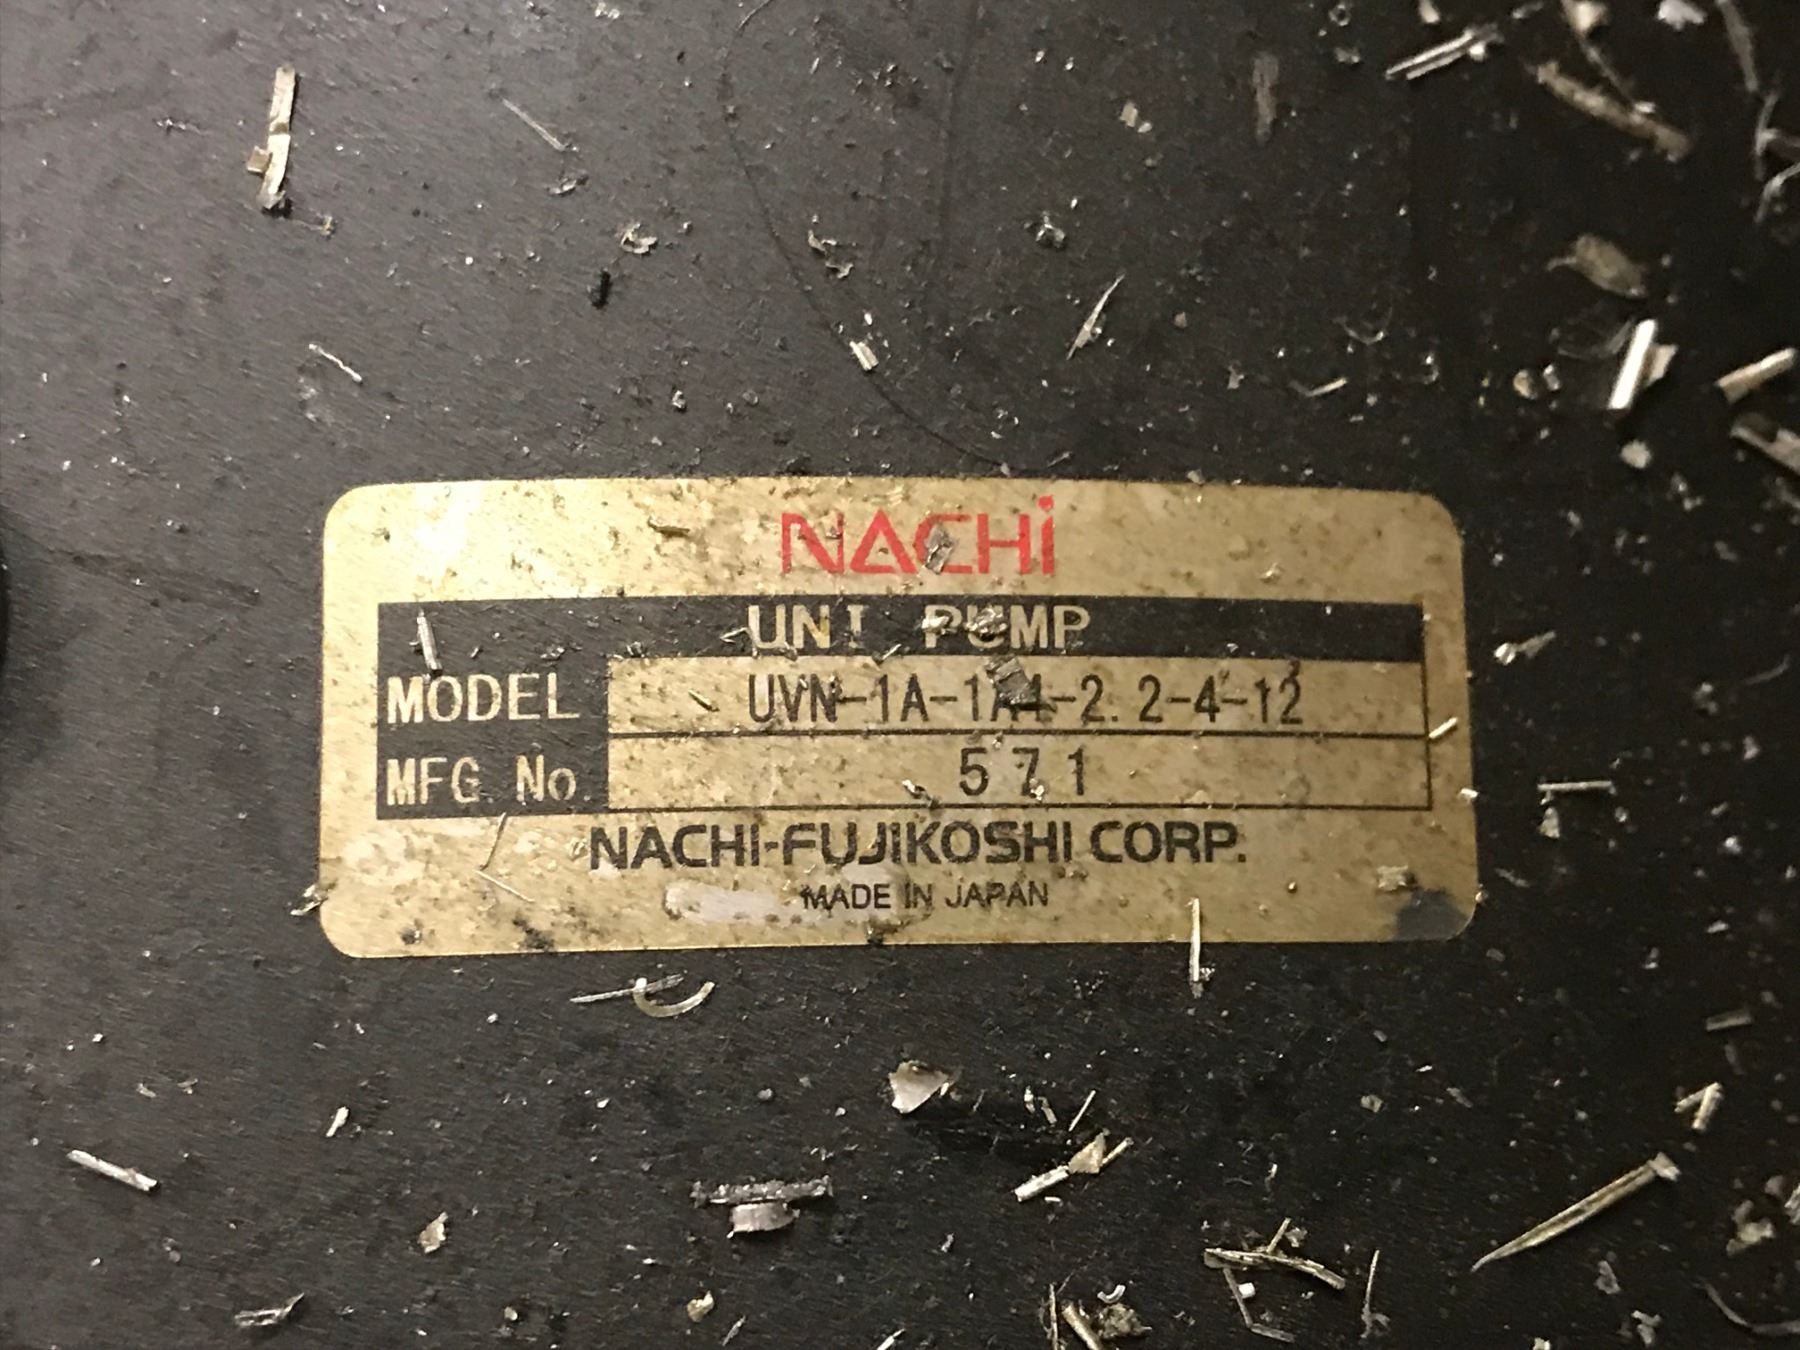 NACHi
UNI PUMP
MODEL UVN-1A-1A4-2.2-4-12
MFG. No. 571
NACHI-FUJIKOSHI CORP.
MADE IN JAPAN